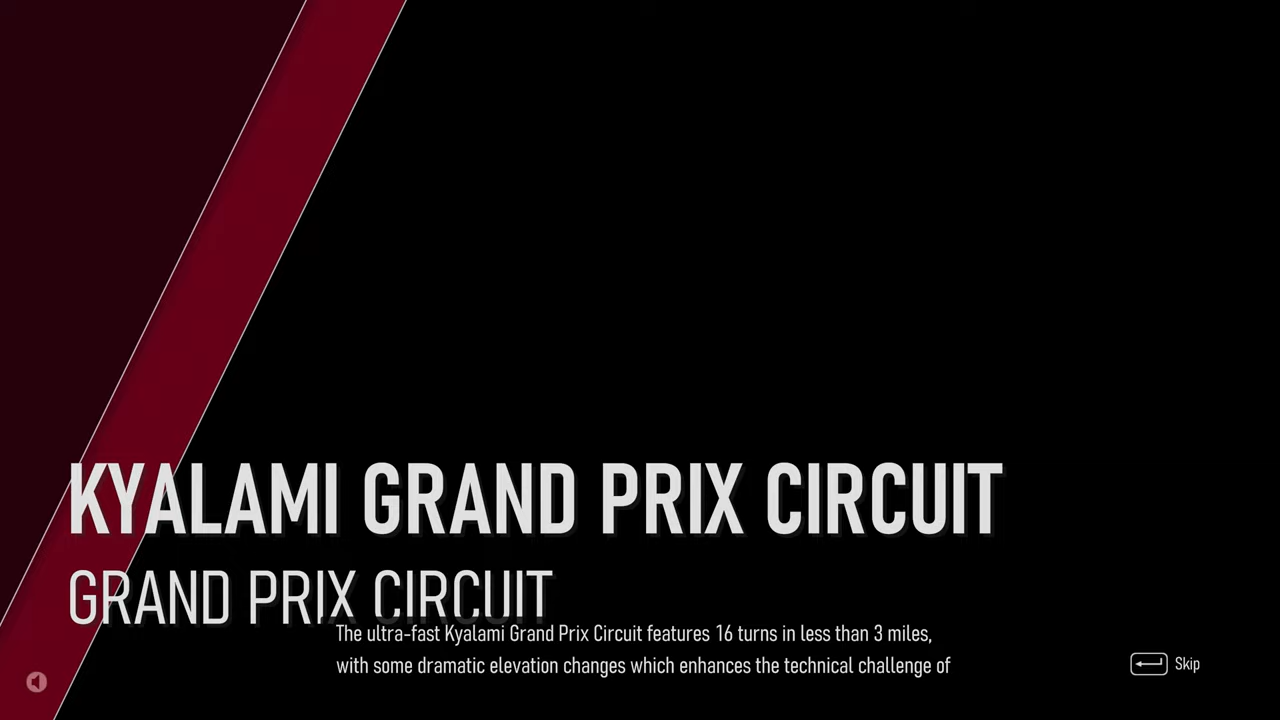 KYALAMI GRAND PRIX CIRCUIT
GRAND PRIX CIRCUIT
The ultra-fast Kyalami Grand Prix Circuit features 16 turns in less than 3 miles,
with some dramatic elevation changes which enhances the technical challenge of
Skip